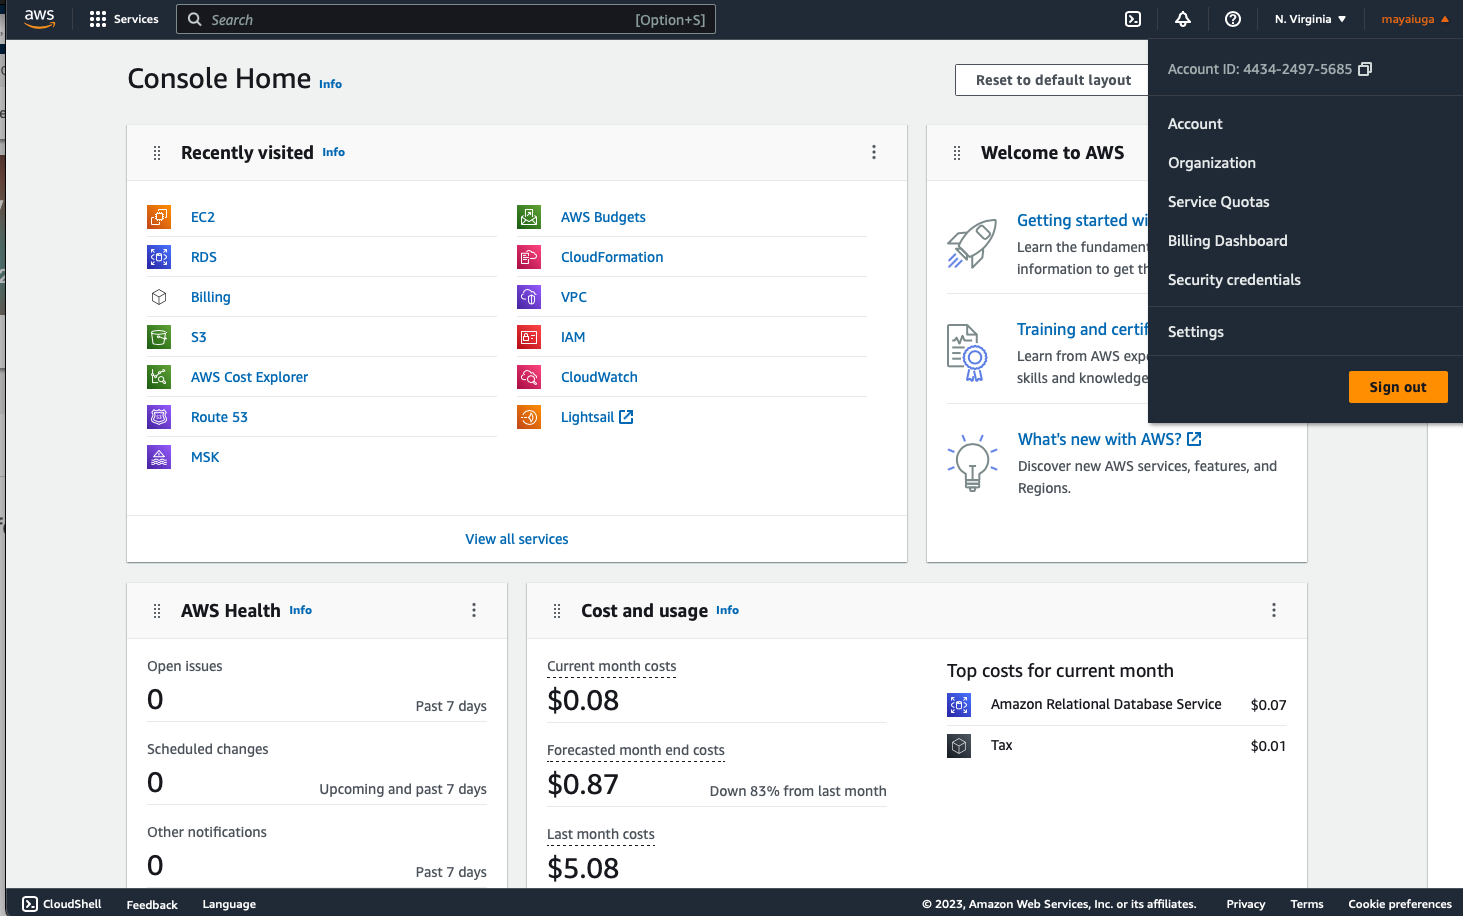 aws
Services
Search
[Option+S]
N. Virginia
mayaiuga
Account ID: 4434-2497-5685
Account
Organization
Service Quotas
Billing Dashboard
Security credentials
Settings
Sign out
Console Home Info
Reset to default layout
Recently visited Info
EC2
RDS
Billing
S3
AWS Cost Explorer
Route 53
MSK
AWS Budgets
CloudFormation
VPC
IAM
CloudWatch
Lightsail
View all services
Welcome to AWS
Getting started wi
Learn the fundament
information to get th
Training and certif
Learn from AWS expe
skills and knowledge
What's new with AWS?
Discover new AWS services, features, and
Regions.
AWS Health Info
Open issues
0
Past 7 days
Scheduled changes
0
Upcoming and past 7 days
Other notifications
0
Past 7 days
Cost and usage Info
Current month costs
$0.08
Forecasted month end costs
$0.87
Down 83% from last month
Last month costs
$5.08
Top costs for current month
Amazon Relational Database Service $0.07
Tax $0.01
CloudShell
Feedback
Language
© 2023, Amazon Web Services, Inc. or its affiliates.
Privacy
Terms
Cookie preferences